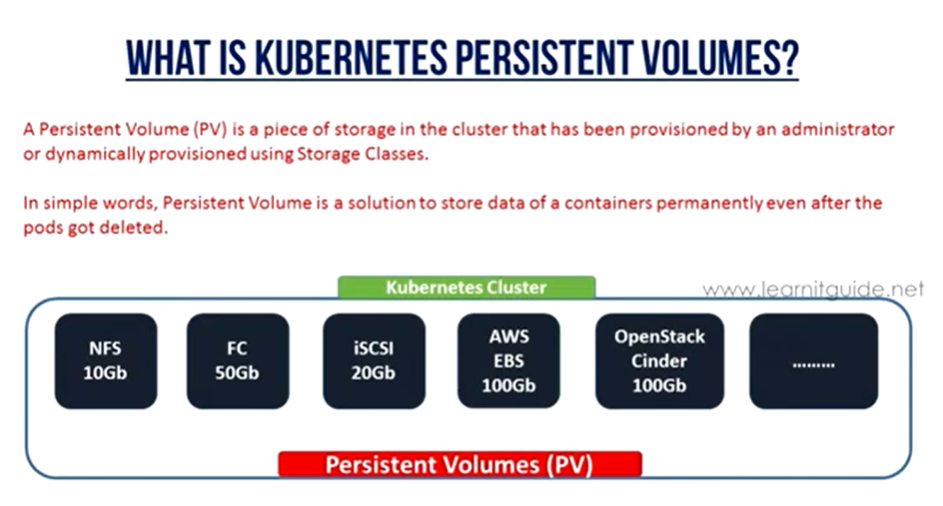 WHAT IS KUBERNETES PERSISTENT VOLUMES?
A Persistent Volume (PV) is a piece of storage in the cluster that has been provisioned by an administrator
or dynamically provisioned using Storage Classes.
In simple words, Persistent Volume is a solution to store data of a containers permanently even after the
pods got deleted.
Kubernetes Cluster
www.learnitguide.net
NFS
10Gb
FC
50Gb
iSCSI
20Gb
AWS
EBS
100Gb
OpenStack
Cinder
100Gb
.........
Persistent Volumes (PV)